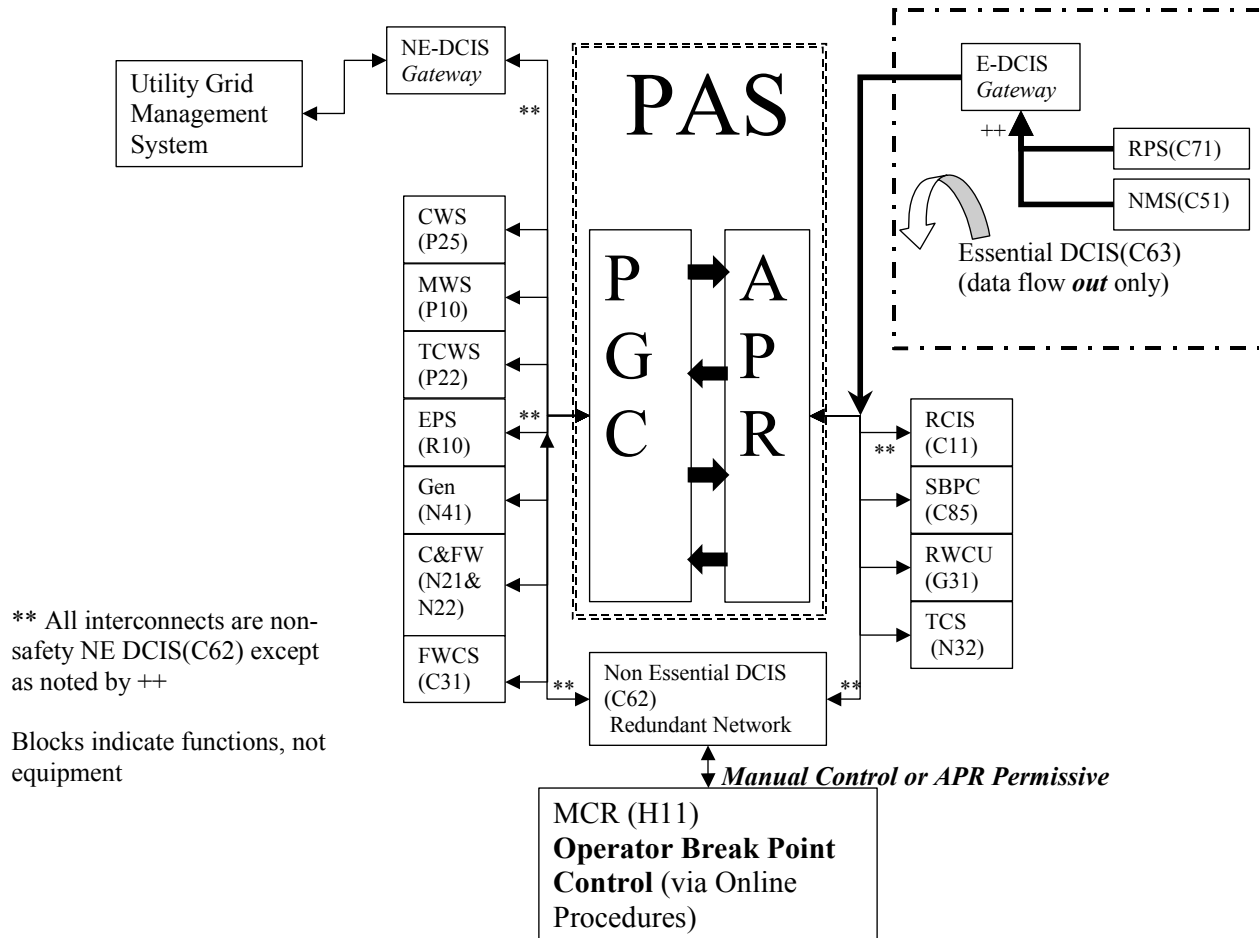 NE-DCIS
Gateway
Utility Grid
Management
System
**
PAS
E-DCIS
Gateway
++
RPS(C71)
NMS(C51)
Essential DCIS(C63)
(data flow out only)
CWS
(P25)
MWS
(P10)
TCWS
(P22)
EPS
(R10)
**
Gen
(N41)
C&FW
(N21&
N22)
FWCS
(C31)
**
P
G
C
A
P
R
RCIS
(C11)
**
SBPC
(C85)
RWCU
(G31)
TCS
(N32)
**
Non Essential DCIS
(C62)
Redundant Network
** All interconnects are non-
safety NE DCIS(C62) except
as noted by ++
Blocks indicate functions, not
equipment
Manual Control or APR Permissive
MCR (H11)
Operator Break Point
Control (via Online
Procedures)